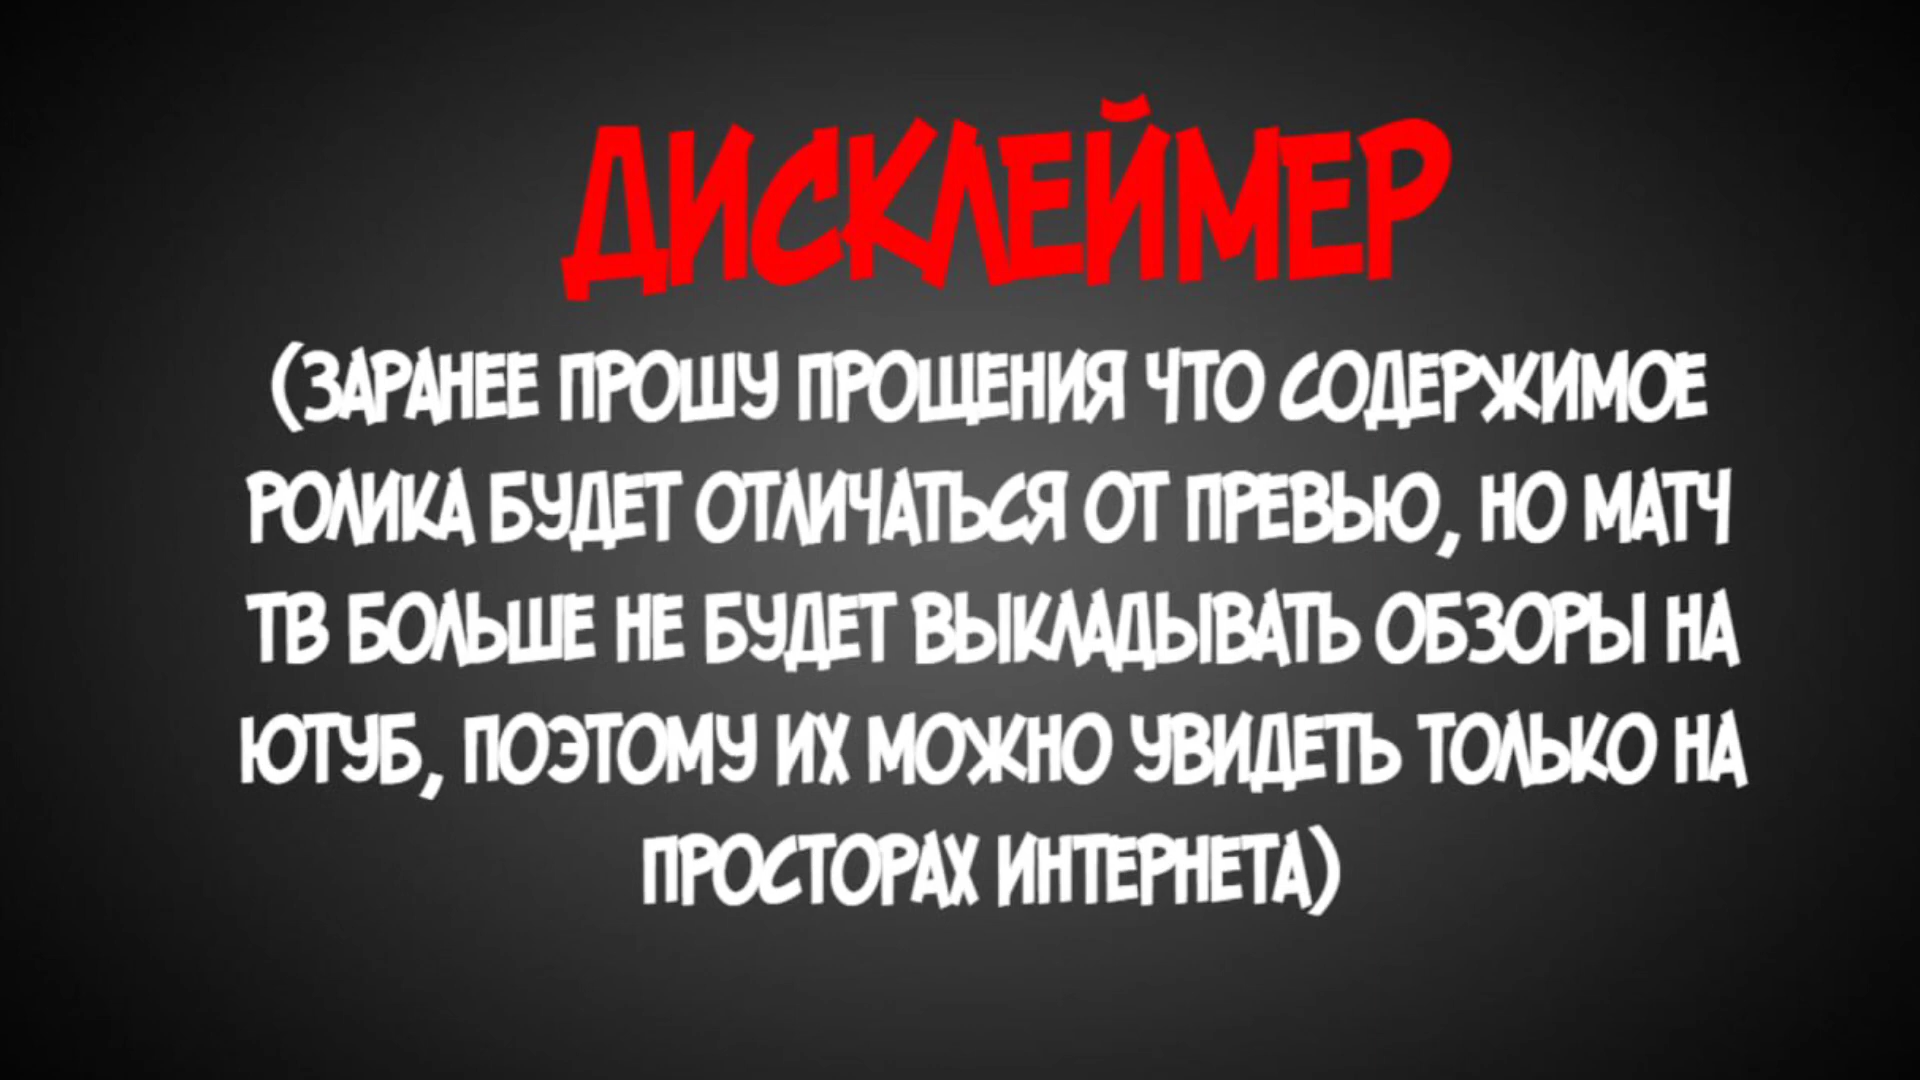 ДИСКЛЕЙМЕР
(ЗАРАНЕЕ ПРОШУ ПРОЩЕНИЯ ЧТО СОДЕРЖИМОЕ
РОЛИКА БУДЕТ ОТЛИЧАТЬСЯ ОТ ПРЕВЬЮ, НО МАТЧ
ТВ БОЛЬШЕ НЕ БУДЕТ ВЫКЛАДЫВАТЬ ОБЗОРЫ НА
ЮТУБ, ПОЭТОМУ ИХ МОЖНО УВИДЕТЬ ТОЛЬКО НА
ПРОСТОРАХ ИНТЕРНЕТА)